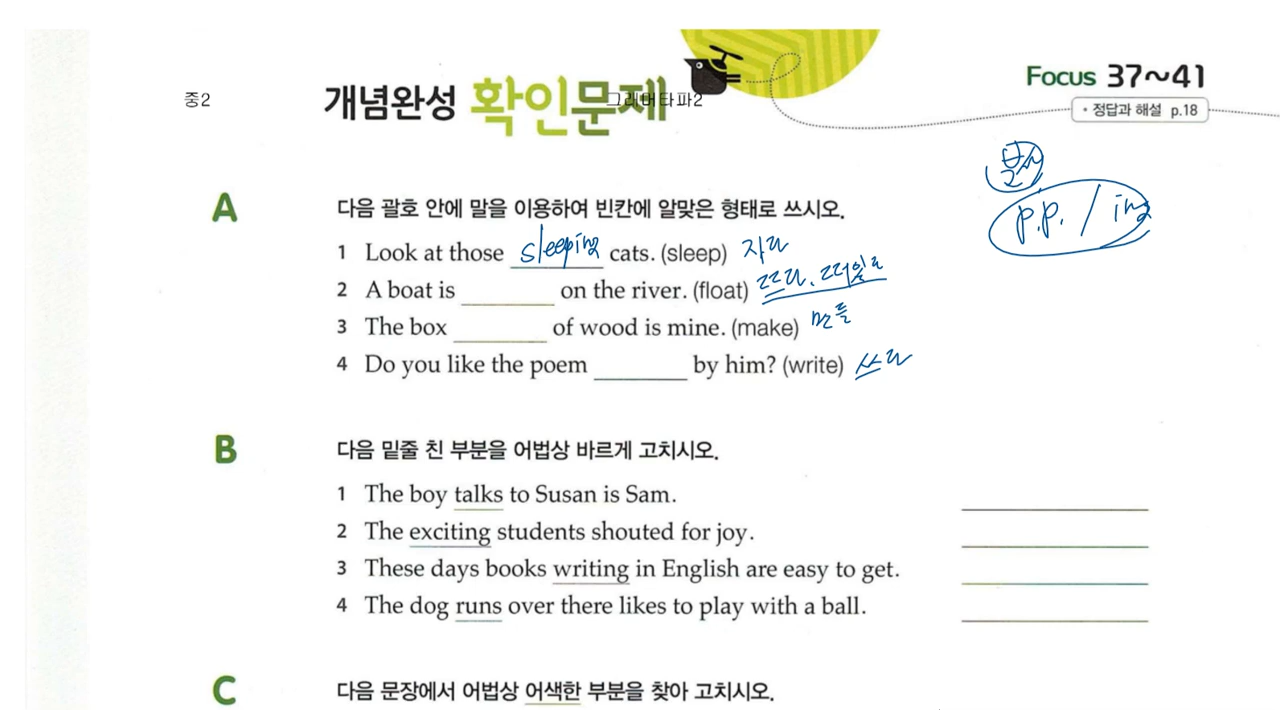 중2
개념완성 확인문제
그래머타파2
Focus 37~41
• 정답과 해설 p.18
분사
p.p. / ing
A 다음 괄호 안에 말을 이용하여 빈칸에 알맞은 형태로 쓰시오.
1 Look at those sleeping cats. (sleep) 자다
2 A boat is ________ on the river. (float) 뜨다,
3 The box ________ of wood is mine. (make) 만들
4 Do you like the poem ________ by him? (write) 쓰다
B 다음 밑줄 친 부분을 어법상 바르게 고치시오.
1 The boy talks to Susan is Sam.
2 The exciting students shouted for joy.
3 These days books writing in English are easy to get.
4 The dog runs over there likes to play with a ball.
C 다음 문장에서 어법상 어색한 부분을 찾아 고치시오.